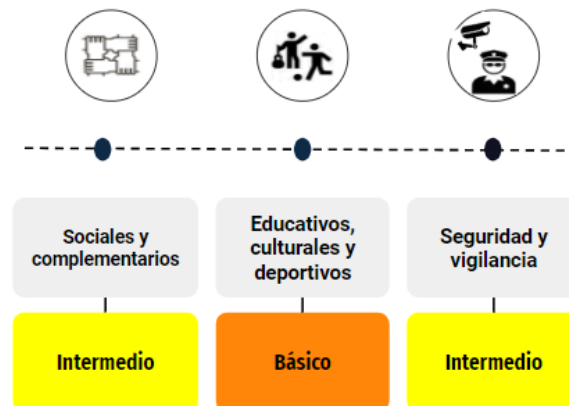 Sociales y
complementarios
Educativos,
culturales y
deportivos
Seguridad y
vigilancia
Intermedio
Básico
Intermedio